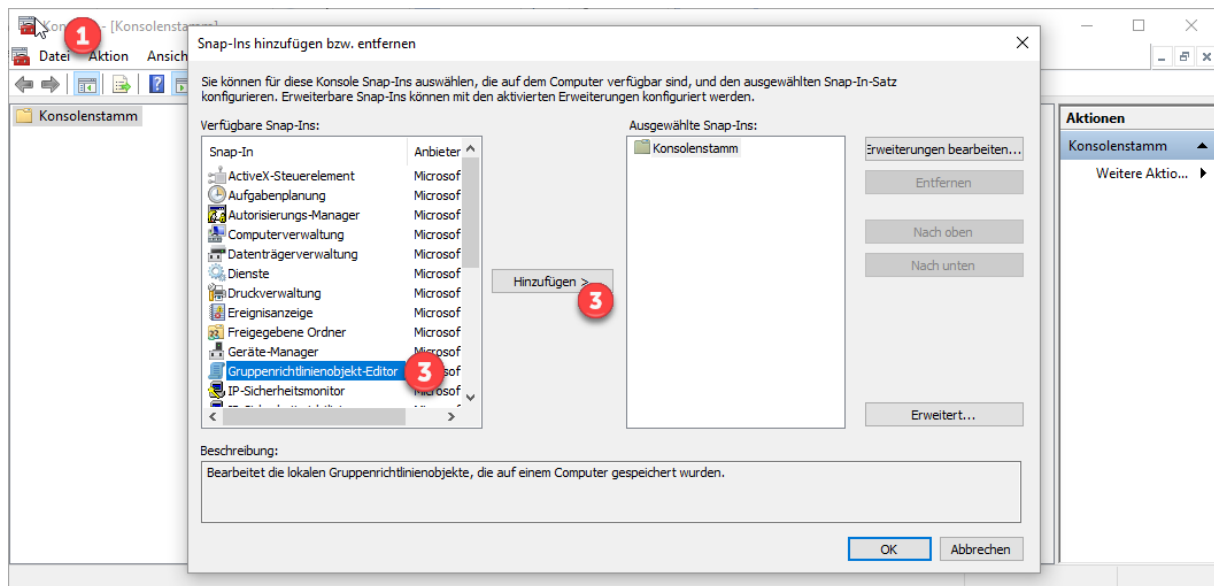 Kon - [Konsolensta
1
Datei Aktion Ansich
Konsolenstamm
Snap-Ins hinzufügen bzw. entfernen
Sie können für diese Konsole Snap-Ins auswählen, die auf dem Computer verfügbar sind, und den ausgewählten Snap-In-Satz
konfigurieren. Erweiterbare Snap-Ins können mit den aktivierten Erweiterungen konfiguriert werden.
Verfügbare Snap-Ins:
Snap-In Anbieter
ActiveX-Steuerelement Microsof
Aufgabenplanung Microsof
Autorisierungs-Manager Microsof
Computerverwaltung Microsof
Datenträgerverwaltung Microsof
Dienste Microsof
Druckverwaltung Microsof
Ereignisanzeige Microsof
Freigegebene Ordner Microsof
Geräte-Manager Microsof
Gruppenrichtlinienobjekt-Editor 3 sof
IP-Sicherheitsmonitor Microsof
Hinzufügen >
3
Ausgewählte Snap-Ins:
Konsolenstamm
Erweiterungen bearbeiten...
Entfernen
Nach oben
Nach unten
Erweitert...
Beschreibung:
Bearbeitet die lokalen Gruppenrichtlinienobjekte, die auf einem Computer gespeichert wurden.
OK Abbrechen
Aktionen
Konsolenstamm
Weitere Aktio...